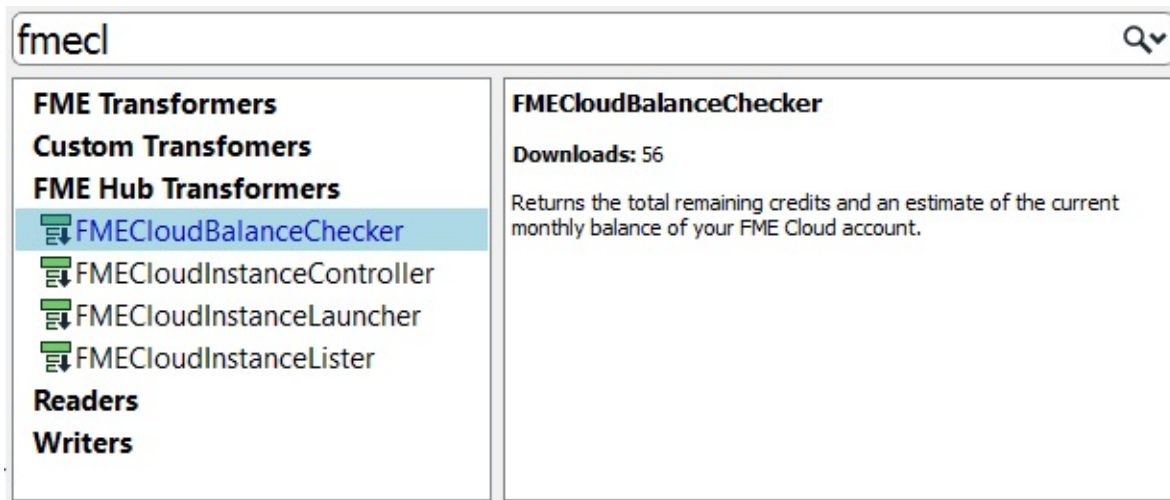 fmecl
FME Transformers
Custom Transfomers
FME Hub Transformers
FMECloudBalanceChecker
FMECloudInstanceController
FMECloudInstanceLauncher
FMECloudInstanceLister
Readers
Writers
FMECloudBalanceChecker
Downloads: 56
Returns the total remaining credits and an estimate of the current
monthly balance of your FME Cloud account.